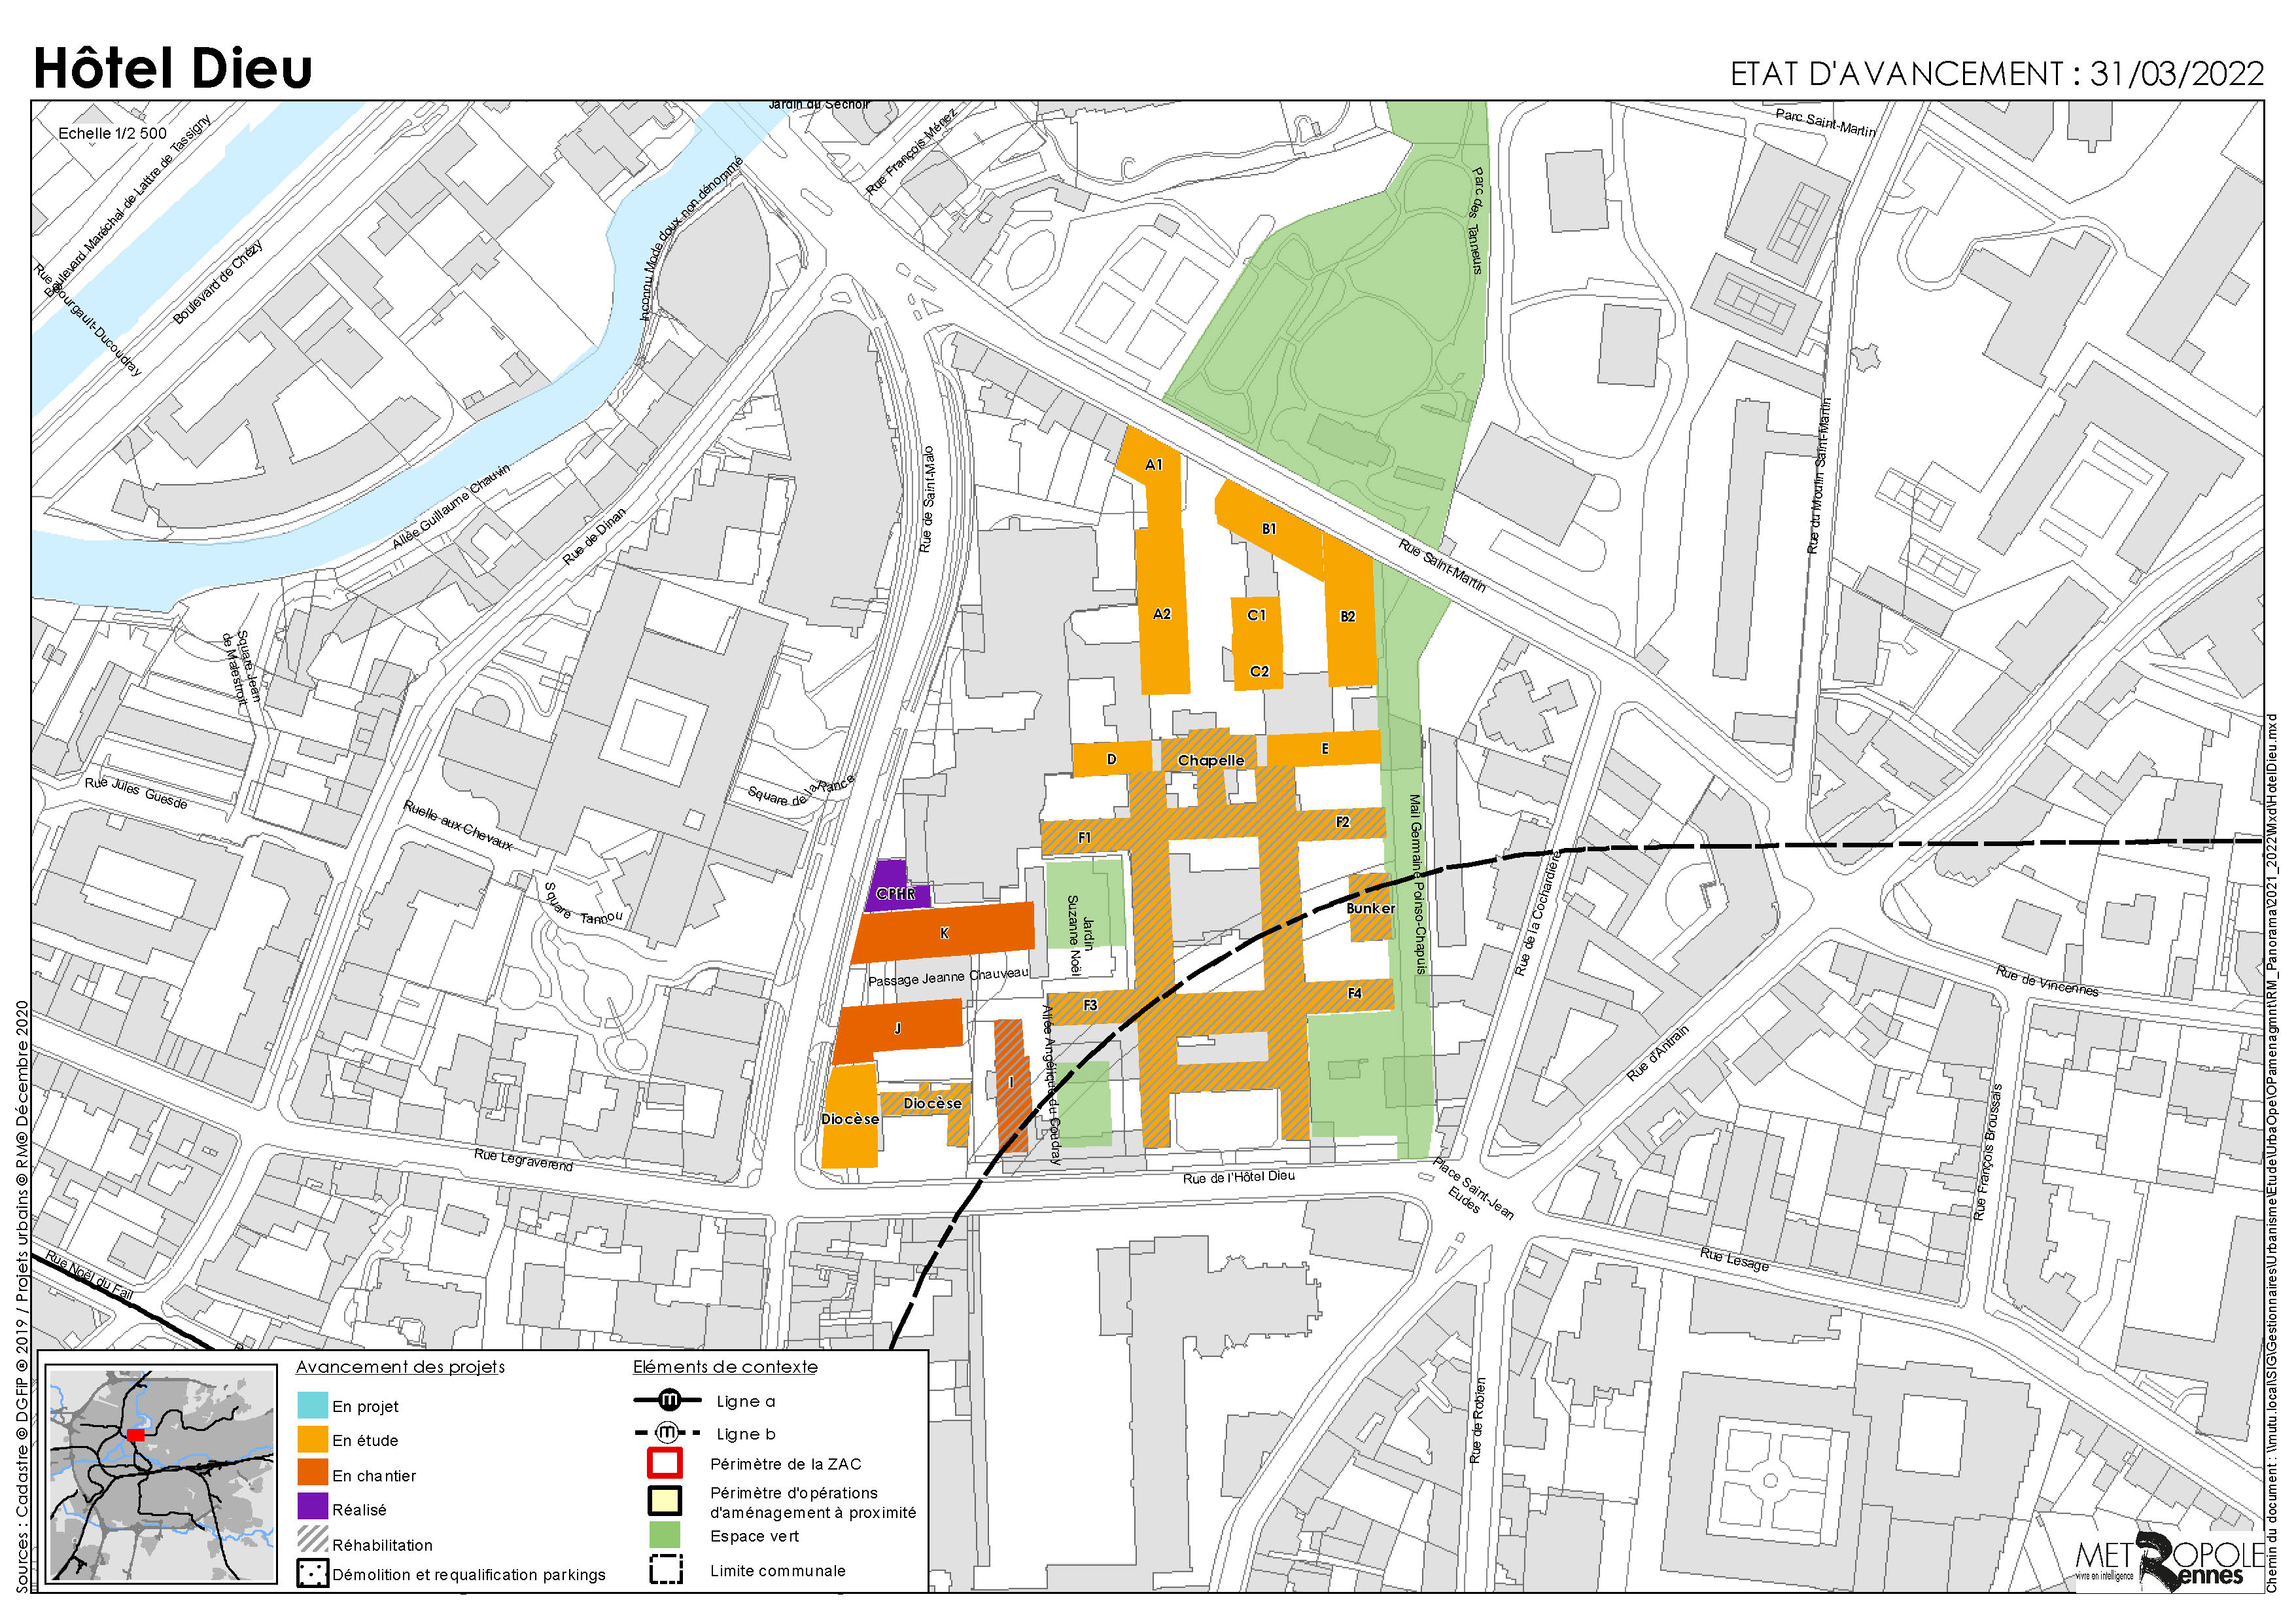 Hôtel Dieu
ETAT D'AVANCEMENT : 31/03/2022
Echelle 1/2 500
Jardin du Séchoir
Parc Saint-Martin
Boulevard Maréchal de Lattre de Tassigny
Rue François Ménez
Inconnu Mode doux non dénommé
Parc des Tanneurs
Boulevard de Chézy
Rue Bourgault-Ducoudray
Rue de Saint-Malo
Rue du Moulin Saint-Martin
Allée Guillaume Chauvin
Rue de Dinan
A1
B1
Rue Saint-Martin
A2
C1
B2
C2
Square Jean
de Malestroit
D
Chapelle
E
Rue Jules Guesde
Square de la Rance
Ruelle aux Chevaux
F1
F2
Mail Germaine Poinso-Chapuis
Rue de la Cochardière
CPHR
Square Tannou
Jardin
Suzanne Noël
Bunker
K
Passage Jeanne Chauveau
Rue de Vincennes
F3
F4
J
Allée Angélique du Coudray
Rue d'Antrain
I
Diocèse
Diocèse
Rue François Broussais
Rue Legraverend
Rue de l'Hôtel Dieu
Place Saint-Jean
Eudes
Rue Lesage
Rue Noël du Fail
Rue de Robien
Avancement des projets
En projet
En étude
En chantier
Réalisé
Réhabilitation
Démolition et requalification parkings
Eléments de contexte
m Ligne a
m Ligne b
Périmètre de la ZAC
Périmètre d'opérations
d'aménagement à proximité
Espace vert
Limite communale
METROPOLE
vivre en intelligence
Rennes
Sources : Cadastre © DGFiP ® 2019 / Projets urbains © RM® Décembre 2020
Chemin du document : \\mutu.local\SIG\Gestionnaires\Urbanisme\Etude\UrbaOpe\OPamenagmnt\RM_Panorama\2021_2022\Mxd\HotelDieu.mxd